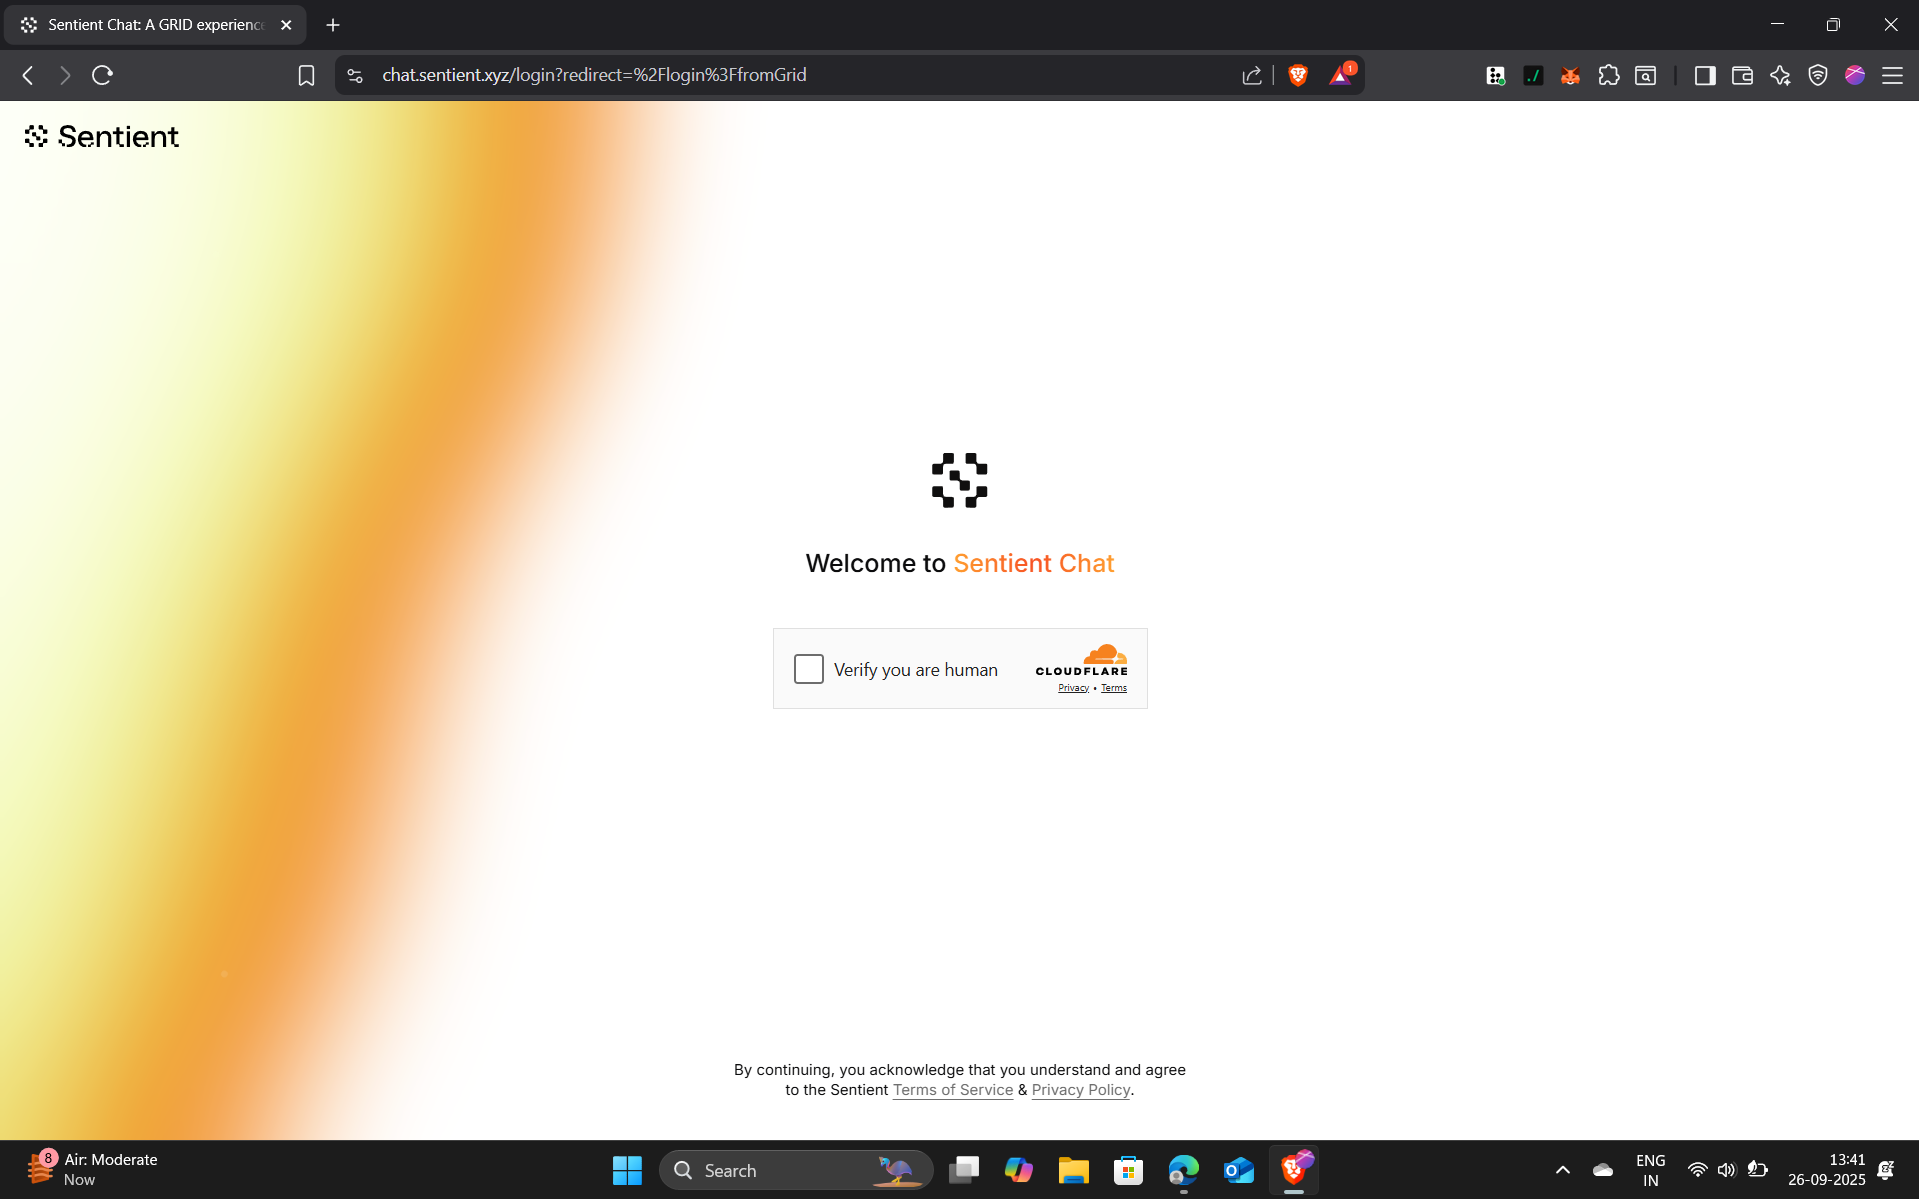 Sentient Chat: A GRID experience
chat.sentient.xyz/login?redirect=%2Flogin%3FfromGrid
1
Sentient
Welcome to Sentient Chat
Verify you are human
CLOUDFLARE
Privacy • Terms
By continuing, you acknowledge that you understand and agree
to the Sentient Terms of Service & Privacy Policy.
8
Air: Moderate
Now
Search
ENG
IN
13:41
26-09-2025